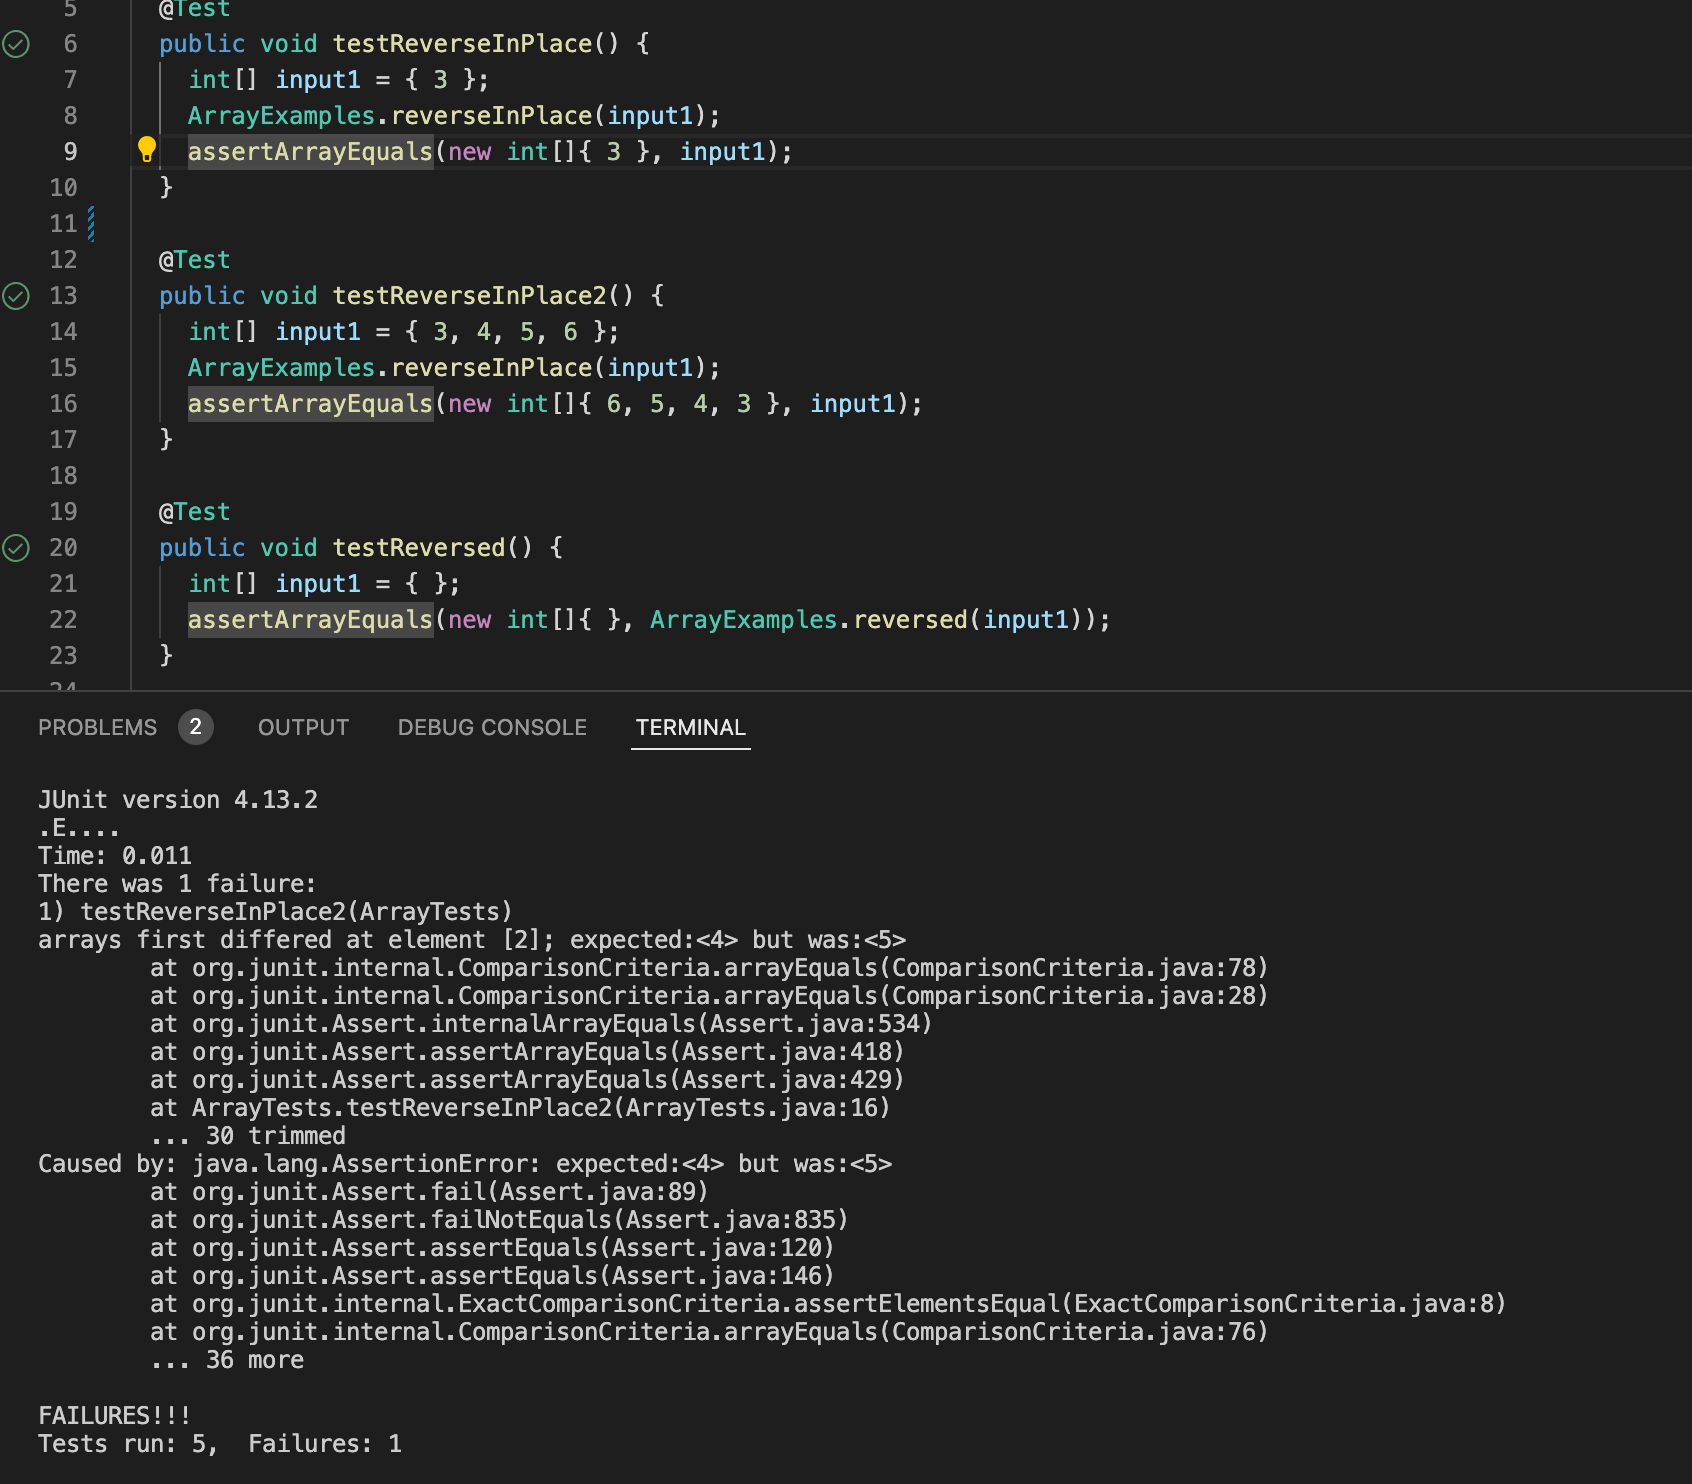 5 @Test
6 public void testReverseInPlace() {
7 int[] input1 = { 3 };
8 ArrayExamples.reverseInPlace(input1);
9 assertArrayEquals(new int[]{ 3 }, input1);
10 }
11
12 @Test
13 public void testReverseInPlace2() {
14 int[] input1 = { 3, 4, 5, 6 };
15 ArrayExamples.reverseInPlace(input1);
16 assertArrayEquals(new int[]{ 6, 5, 4, 3 }, input1);
17 }
18
19 @Test
20 public void testReversed() {
21 int[] input1 = { };
22 assertArrayEquals(new int[]{ }, ArrayExamples.reversed(input1));
23 }
24
PROBLEMS 2 OUTPUT DEBUG CONSOLE TERMINAL
JUnit version 4.13.2
.E....
Time: 0.011
There was 1 failure:
1) testReverseInPlace2(ArrayTests)
arrays first differed at element [2]; expected:<4> but was:<5>
at org.junit.internal.ComparisonCriteria.arrayEquals(ComparisonCriteria.java:78)
at org.junit.internal.ComparisonCriteria.arrayEquals(ComparisonCriteria.java:28)
at org.junit.Assert.internalArrayEquals(Assert.java:534)
at org.junit.Assert.assertArrayEquals(Assert.java:418)
at org.junit.Assert.assertArrayEquals(Assert.java:429)
at ArrayTests.testReverseInPlace2(ArrayTests.java:16)
... 30 trimmed
Caused by: java.lang.AssertionError: expected:<4> but was:<5>
at org.junit.Assert.fail(Assert.java:89)
at org.junit.Assert.failNotEquals(Assert.java:835)
at org.junit.Assert.assertEquals(Assert.java:120)
at org.junit.Assert.assertEquals(Assert.java:146)
at org.junit.internal.ExactComparisonCriteria.assertElementsEqual(ExactComparisonCriteria.java:8)
at org.junit.internal.ComparisonCriteria.arrayEquals(ComparisonCriteria.java:76)
... 36 more
FAILURES!!!
Tests run: 5,  Failures: 1